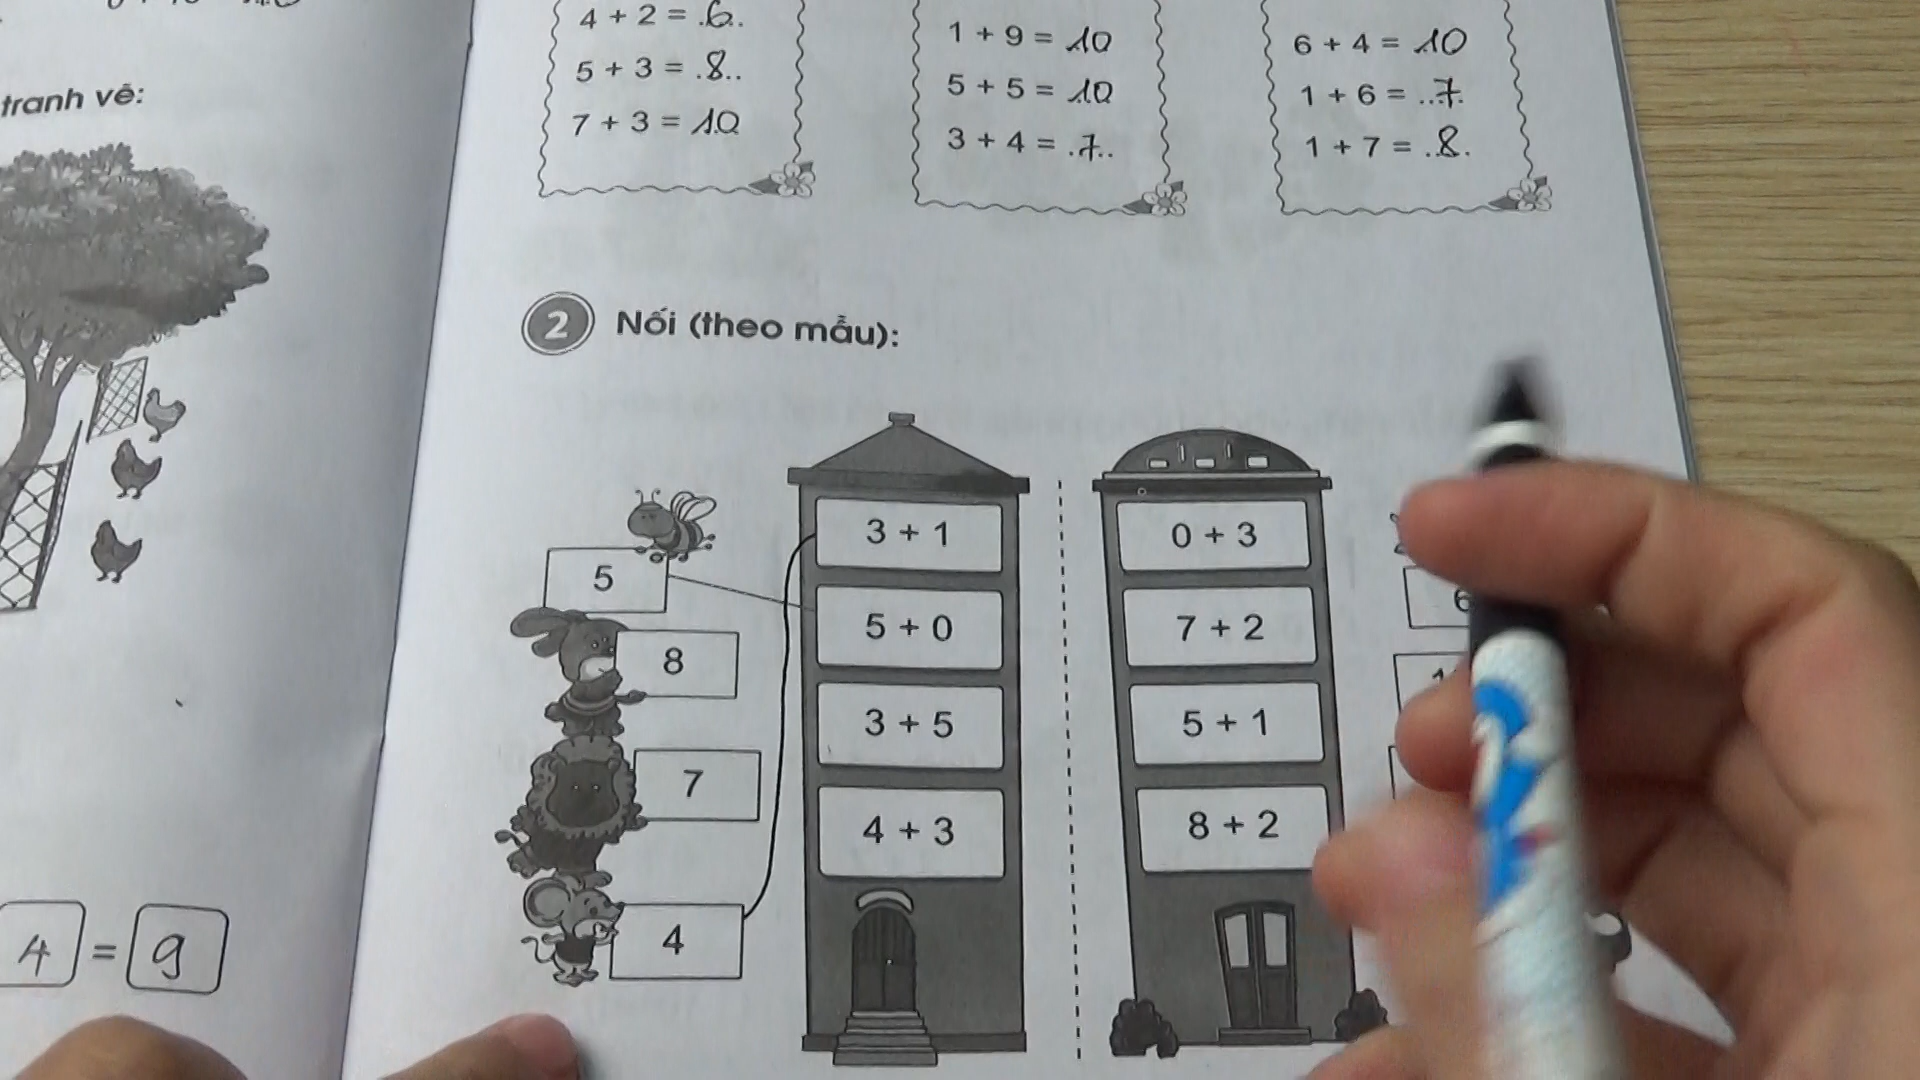 tranh vẽ:
4 = 9
4 + 2 = .6.
5 + 3 = .8..
7 + 3 = 10
1 + 9 = 10
5 + 5 = 10
3 + 4 = .7..
6 + 4 = 10
1 + 6 = ...7.
1 + 7 = .8.
2 Nối (theo mẫu):
5
8
7
4
3 + 1
5 + 0
3 + 5
4 + 3
0 + 3
7 + 2
5 + 1
8 + 2
6